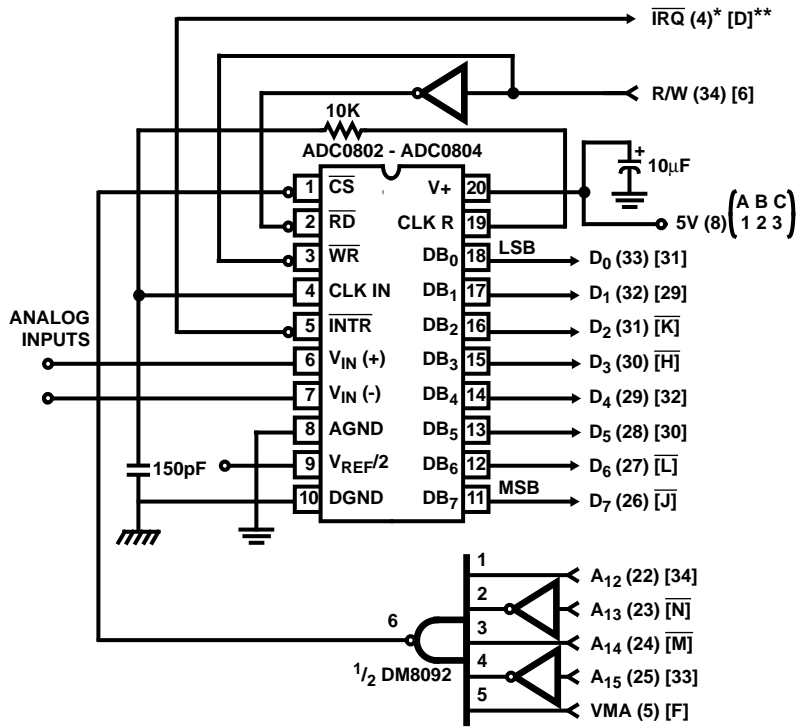 I̅R̅Q̅ (4)* [D]**
R/W (34) [6]
10K
ADC0802 - ADC0804
+
10µF
1 C̅S̅ V+ 20
5V (8) (A B C
1 2 3)
2 R̅D̅ CLK R 19
3 W̅R̅ DB0 18 LSB D0 (33) [31]
4 CLK IN DB1 17 D1 (32) [29]
ANALOG
INPUTS
5 I̅N̅T̅R̅ DB2 16 D2 (31) [K̅]
6 VIN (+) DB3 15 D3 (30) [H̅]
7 VIN (-) DB4 14 D4 (29) [32]
8 AGND DB5 13 D5 (28) [30]
150pF
9 VREF/2 DB6 12 D6 (27) [L̅]
10 DGND DB7 11 MSB D7 (26) [J̅]
1 A12 (22) [34]
2 A13 (23) [N̅]
6
3 A14 (24) [M̅]
4 A15 (25) [33]
1/2 DM8092
5 VMA (5) [F]